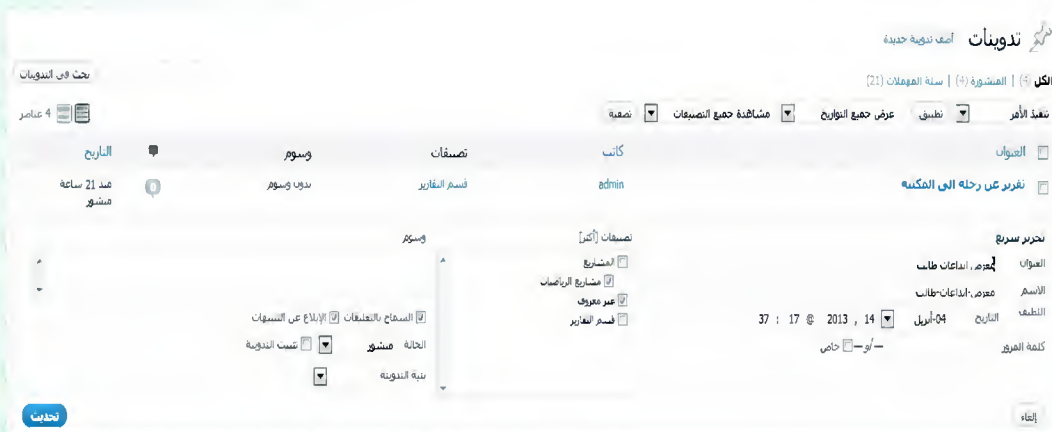 تدوينات أضف تدوينة جديدة
الكل (4) | المنشورة (4) | سلة المهملات (21)
بحث في التدوينات
تنفيذ الأمر تطبيق عرض جميع التواريخ مشاهدة جميع التصنيفات تصفية 4 عناصر
العنوان كاتب تصنيفات وسوم التاريخ
تقرير عن رحلة الى المكتبة admin قسم التقارير بدون وسوم 0 منذ 21 ساعة
منشور
تحرير سريع تصنيفات [أكثر] وسوم
العنوان معرض ابداعات طالب
الاسم اللطيف معرض-ابداعات-طالب
التاريخ 04-أبريل 14 , 2013 @ 17 : 37
كلمة المرور –أو– خاص
المشاريع
مشاريع الرياضيات
غير معروف
قسم التقارير
السماح بالتعليقات الإبلاغ عن التنبيهات
الحالة منشور تثبيت التدوينة
بنية التدوينة
إلغاء تحديث